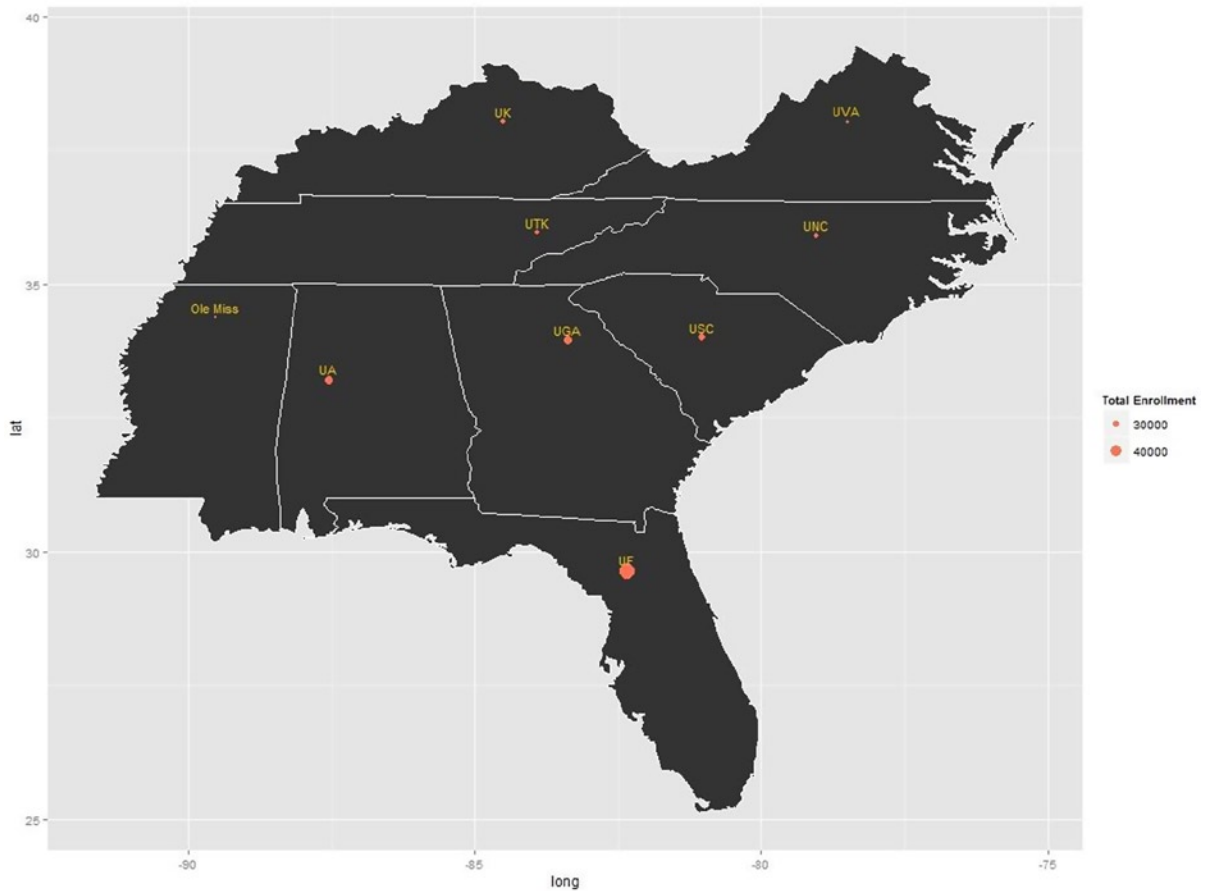 40
35
30
25
lat
UK
UVA
UTK
UNC
Ole Miss
UGA
USC
UA
UF
-90
-85
-80
-75
long
Total Enrollment
30000
40000